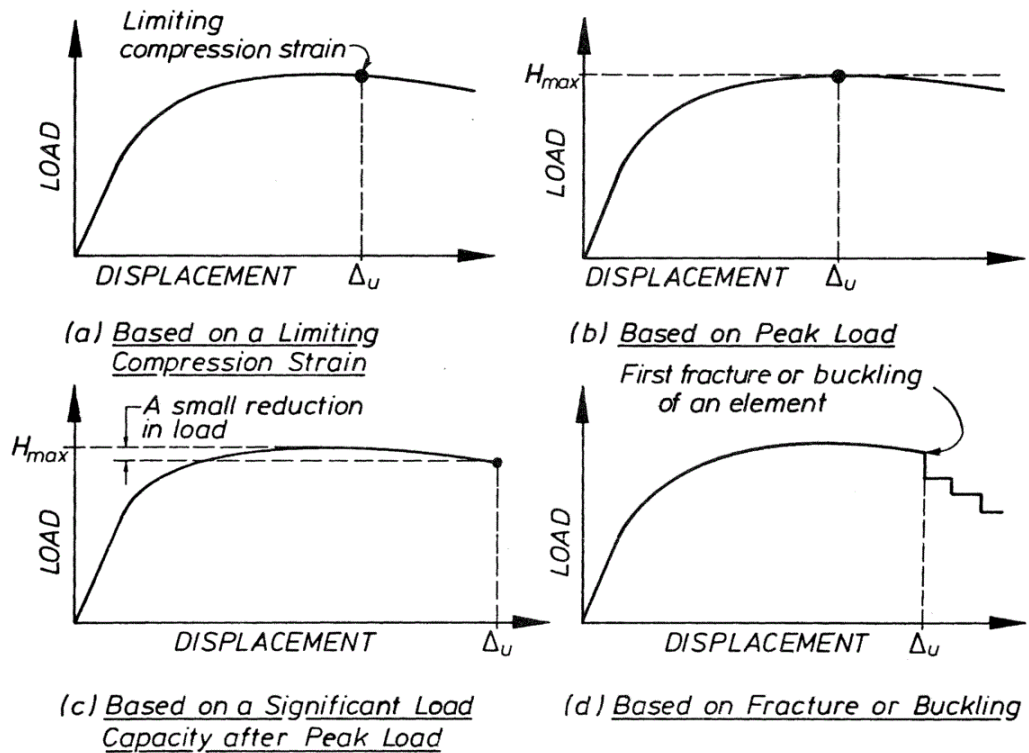 Limiting
compression strain
LOAD
DISPLACEMENT
Δu
(a) Based on a Limiting
Compression Strain
Hmax
LOAD
DISPLACEMENT
Δu
(b) Based on Peak Load
A small reduction
in load
Hmax
LOAD
DISPLACEMENT
Δu
(c) Based on a Significant Load
Capacity after Peak Load
First fracture or buckling
of an element
LOAD
DISPLACEMENT
Δu
(d) Based on Fracture or Buckling